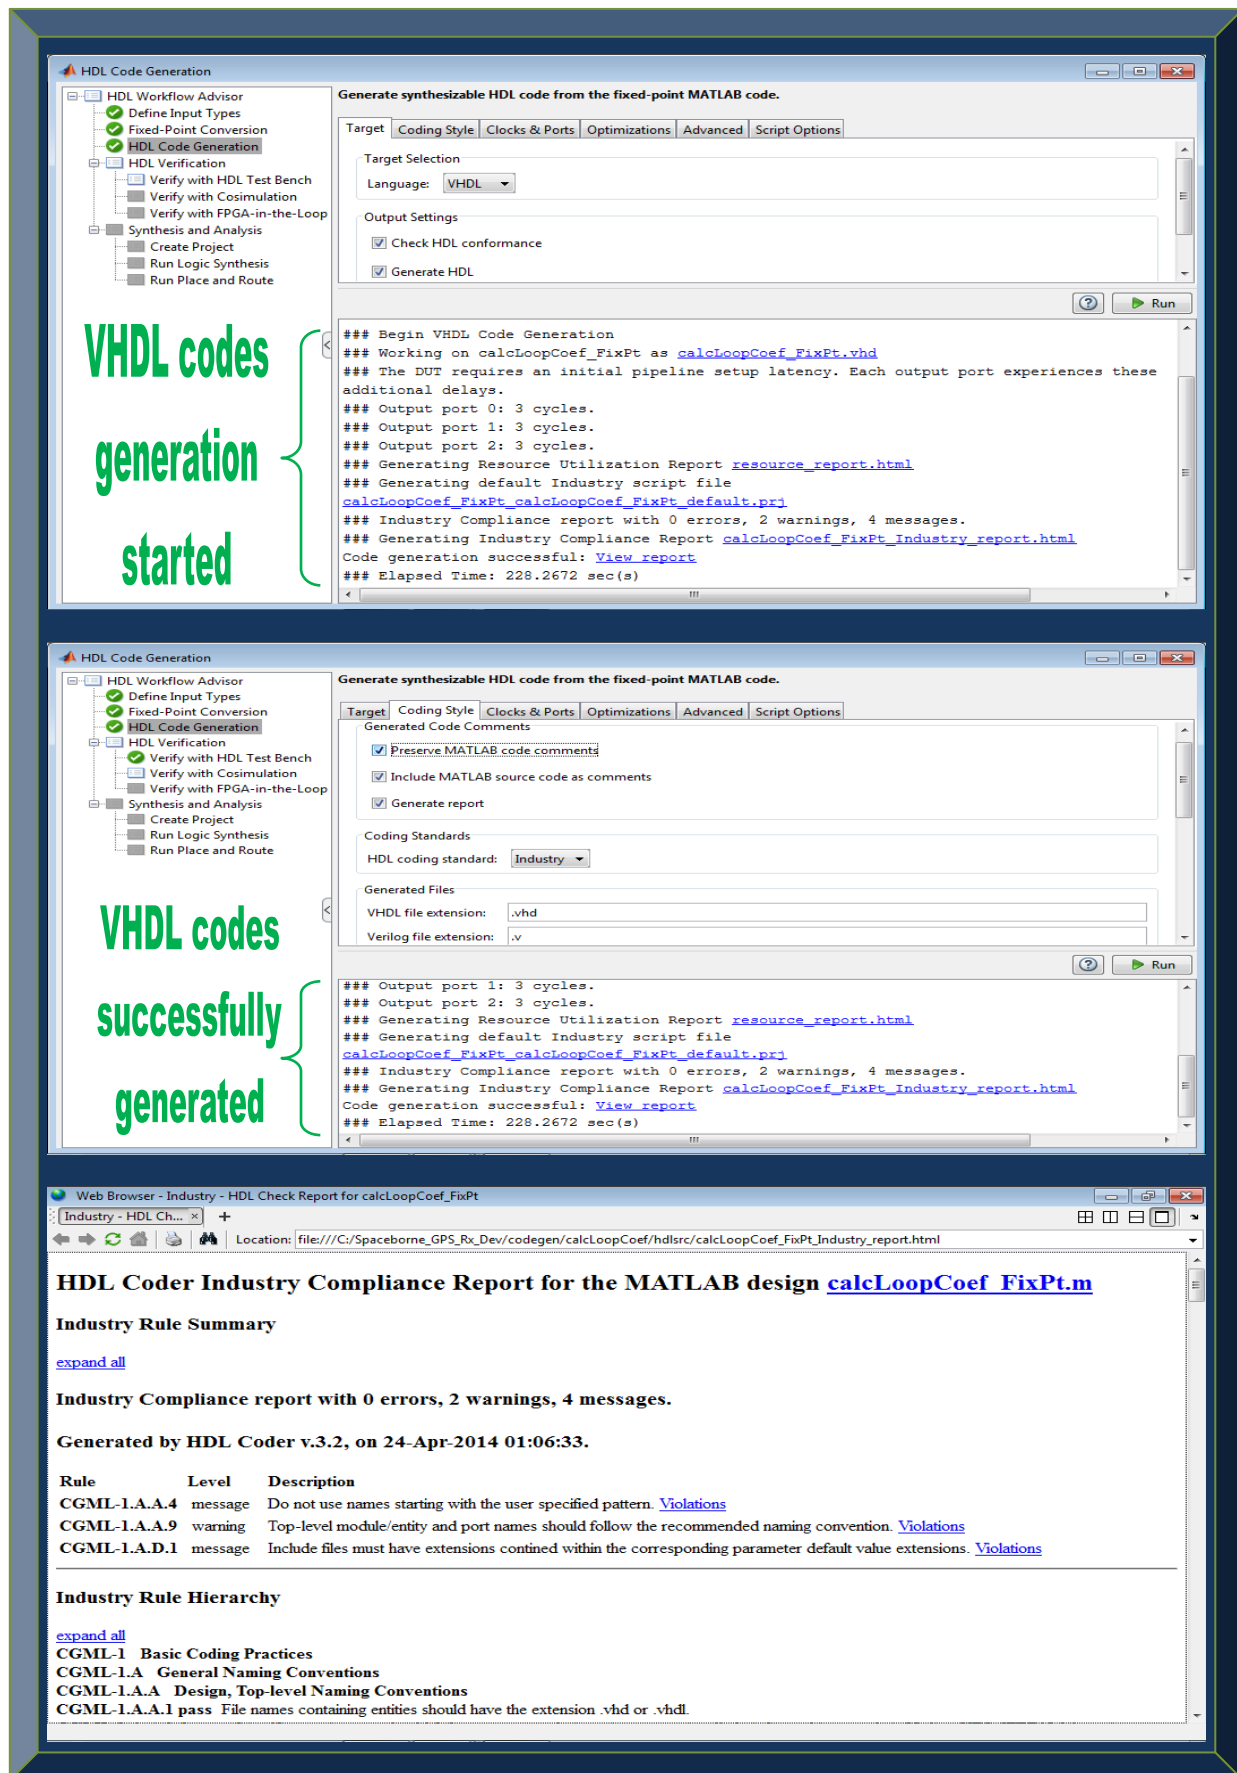 HDL Code Generation
HDL Workflow Advisor
Define Input Types
Fixed-Point Conversion
HDL Code Generation
HDL Verification
Verify with HDL Test Bench
Verify with Cosimulation
Verify with FPGA-in-the-Loop
Synthesis and Analysis
Create Project
Run Logic Synthesis
Run Place and Route
VHDL codes
generation
started
Generate synthesizable HDL code from the fixed-point MATLAB code.
Target Coding Style Clocks & Ports Optimizations Advanced Script Options
Target Selection
Language: VHDL
Output Settings
Check HDL conformance
Generate HDL
Run
### Begin VHDL Code Generation
### Working on calcLoopCoef_FixPt as calcLoopCoef_FixPt.vhd
### The DUT requires an initial pipeline setup latency. Each output port experiences these
additional delays.
### Output port 0: 3 cycles.
### Output port 1: 3 cycles.
### Output port 2: 3 cycles.
### Generating Resource Utilization Report resource_report.html
### Generating default Industry script file
calcLoopCoef_FixPt_calcLoopCoef_FixPt_default.prj
### Industry Compliance report with 0 errors, 2 warnings, 4 messages.
### Generating Industry Compliance Report calcLoopCoef_FixPt_Industry_report.html
Code generation successful: View report
### Elapsed Time: 228.2672 sec(s)
HDL Code Generation
HDL Workflow Advisor
Define Input Types
Fixed-Point Conversion
HDL Code Generation
HDL Verification
Verify with HDL Test Bench
Verify with Cosimulation
Verify with FPGA-in-the-Loop
Synthesis and Analysis
Create Project
Run Logic Synthesis
Run Place and Route
VHDL codes
successfully
generated
Generate synthesizable HDL code from the fixed-point MATLAB code.
Target Coding Style Clocks & Ports Optimizations Advanced Script Options
Generated Code Comments
Preserve MATLAB code comments
Include MATLAB source code as comments
Generate report
Coding Standards
HDL coding standard: Industry
Generated Files
VHDL file extension: .vhd
Verilog file extension: .v
Run
### Output port 1: 3 cycles.
### Output port 2: 3 cycles.
### Generating Resource Utilization Report resource_report.html
### Generating default Industry script file
calcLoopCoef_FixPt_calcLoopCoef_FixPt_default.prj
### Industry Compliance report with 0 errors, 2 warnings, 4 messages.
### Generating Industry Compliance Report calcLoopCoef_FixPt_Industry_report.html
Code generation successful: View report
### Elapsed Time: 228.2672 sec(s)
Web Browser - Industry - HDL Check Report for calcLoopCoef_FixPt
Industry - HDL Ch...
Location: file:///C:/Spaceborne_GPS_Rx_Dev/codegen/calcLoopCoef/hdlsrc/calcLoopCoef_FixPt_Industry_report.html
HDL Coder Industry Compliance Report for the MATLAB design calcLoopCoef_FixPt.m
Industry Rule Summary
expand all
Industry Compliance report with 0 errors, 2 warnings, 4 messages.
Generated by HDL Coder v.3.2, on 24-Apr-2014 01:06:33.
Rule Level Description
CGML-1.A.A.4 message Do not use names starting with the user specified pattern. Violations
CGML-1.A.A.9 warning Top-level module/entity and port names should follow the recommended naming convention. Violations
CGML-1.A.D.1 message Include files must have extensions contined within the corresponding parameter default value extensions. Violations
Industry Rule Hierarchy
expand all
CGML-1 Basic Coding Practices
CGML-1.A General Naming Conventions
CGML-1.A.A Design, Top-level Naming Conventions
CGML-1.A.A.1 pass File names containing entities should have the extension .vhd or .vhdl.